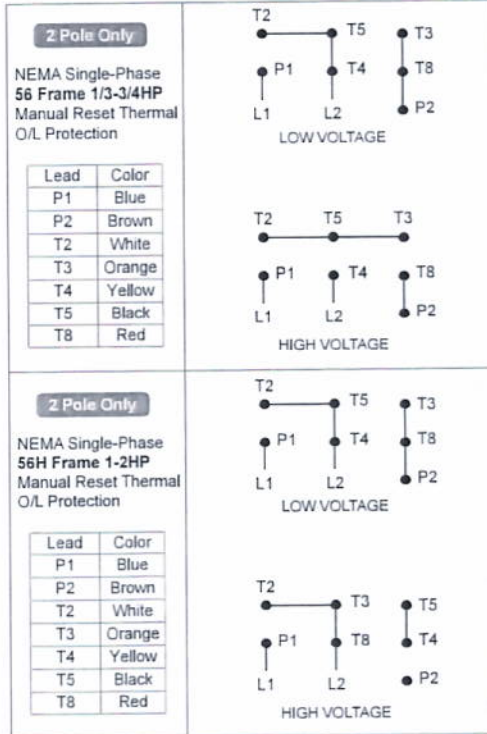 2 Pole Only
NEMA Single-Phase
56 Frame 1/3-3/4HP
Manual Reset Thermal
O/L Protection
Lead Color
P1 Blue
P2 Brown
T2 White
T3 Orange
T4 Yellow
T5 Black
T8 Red
T2 T5 T3
P1 T4 T8
L1 L2 P2
LOW VOLTAGE
T2 T5 T3
P1 T4 T8
L1 L2 P2
HIGH VOLTAGE
2 Pole Only
NEMA Single-Phase
56H Frame 1-2HP
Manual Reset Thermal
O/L Protection
Lead Color
P1 Blue
P2 Brown
T2 White
T3 Orange
T4 Yellow
T5 Black
T8 Red
T2 T5 T3
P1 T4 T8
L1 L2 P2
LOW VOLTAGE
T2 T3 T5
P1 T8 T4
L1 L2 P2
HIGH VOLTAGE